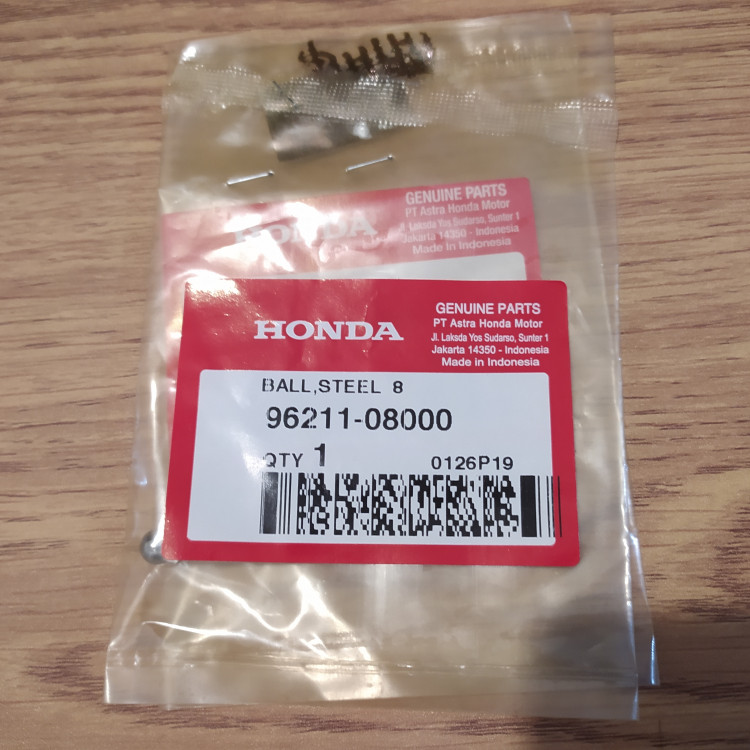 GENUINE PARTS
PT Astra Honda Motor
HONDA
Jl. Laksda Yos Sudarso, Sunter 1
Jakarta 14350 - Indonesia
Made in Indonesia
HONDA
GENUINE PARTS
PT Astra Honda Motor
Jl. Laksda Yos Sudarso, Sunter 1
Jakarta 14350 - Indonesia
Made in Indonesia
BALL,STEEL 8
96211-08000
QTY 1
0126P19